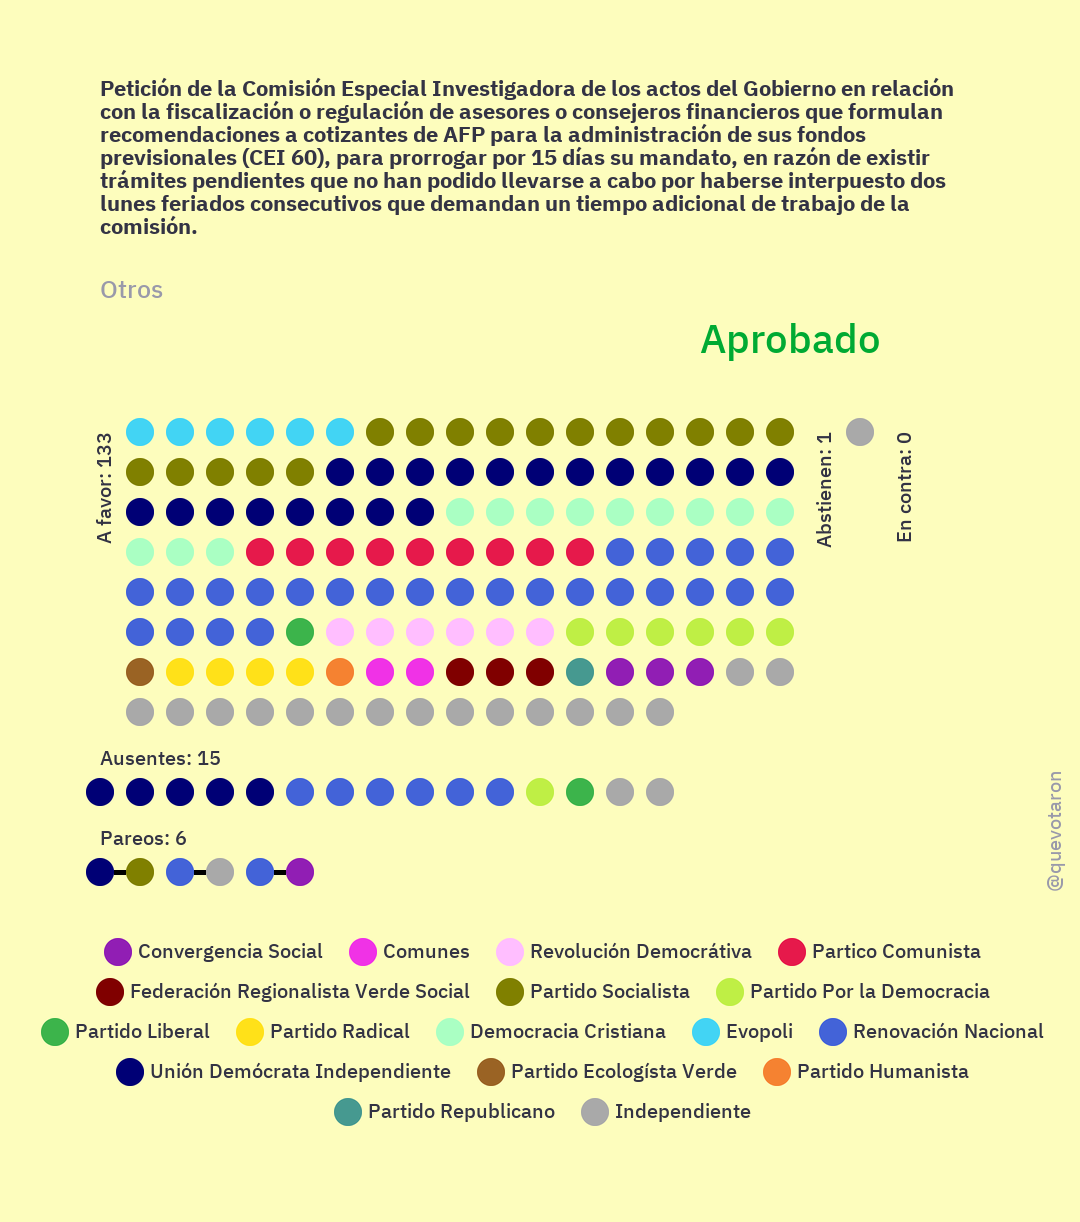 Petición de la Comisión Especial Investigadora de los actos del Gobierno en relación
con la fiscalización o regulación de asesores o consejeros financieros que formulan
recomendaciones a cotizantes de AFP para la administración de sus fondos
previsionales (CEI 60), para prorrogar por 15 días su mandato, en razón de existir
trámites pendientes que no han podido llevarse a cabo por haberse interpuesto dos
lunes feriados consecutivos que demandan un tiempo adicional de trabajo de la
comisión.
Otros
Aprobado
A favor: 133
Abstienen: 1
En contra: 0
Ausentes: 15
Pareos: 6
@quevotaron
Convergencia Social
Comunes
Revolución Democrátiva
Partico Comunista
Federación Regionalista Verde Social
Partido Socialista
Partido Por la Democracia
Partido Liberal
Partido Radical
Democracia Cristiana
Evopoli
Renovación Nacional
Unión Demócrata Independiente
Partido Ecologísta Verde
Partido Humanista
Partido Republicano
Independiente